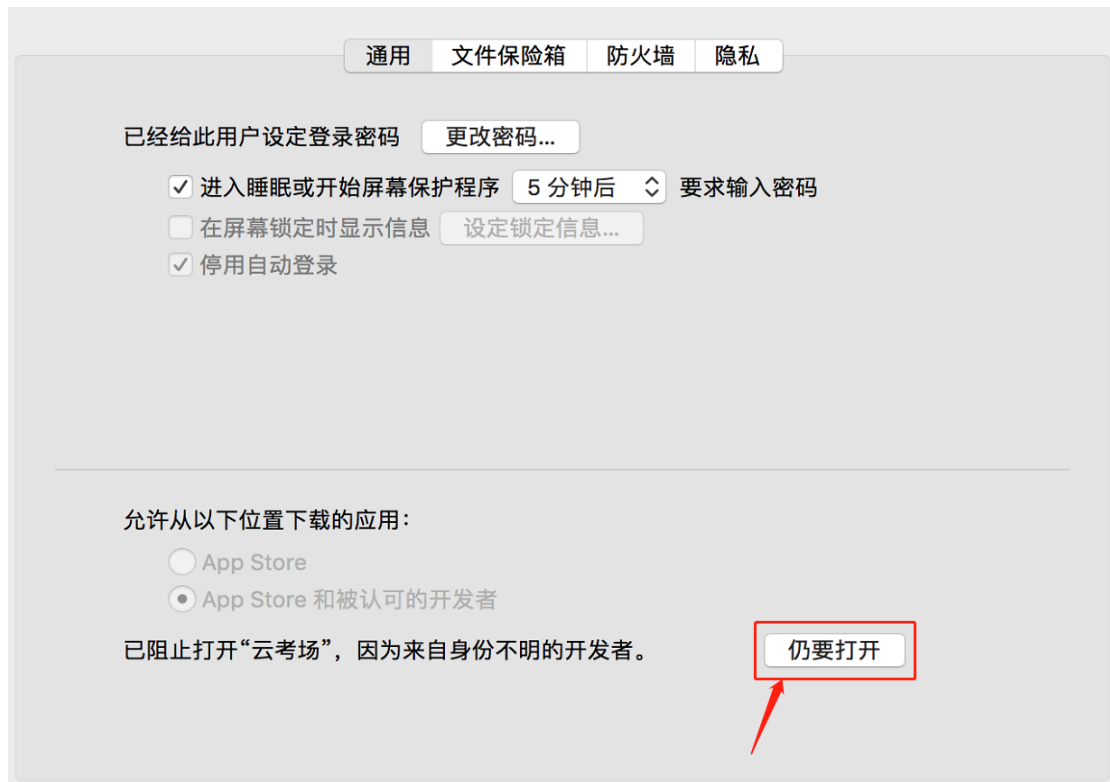 通用 文件保险箱 防火墙 隐私
已经给此用户设定登录密码 更改密码...
进入睡眠或开始屏幕保护程序 5 分钟后 要求输入密码
在屏幕锁定时显示信息 设定锁定信息...
停用自动登录
允许从以下位置下载的应用：
App Store
App Store 和被认可的开发者
已阻止打开“云考场”，因为来自身份不明的开发者。 仍要打开